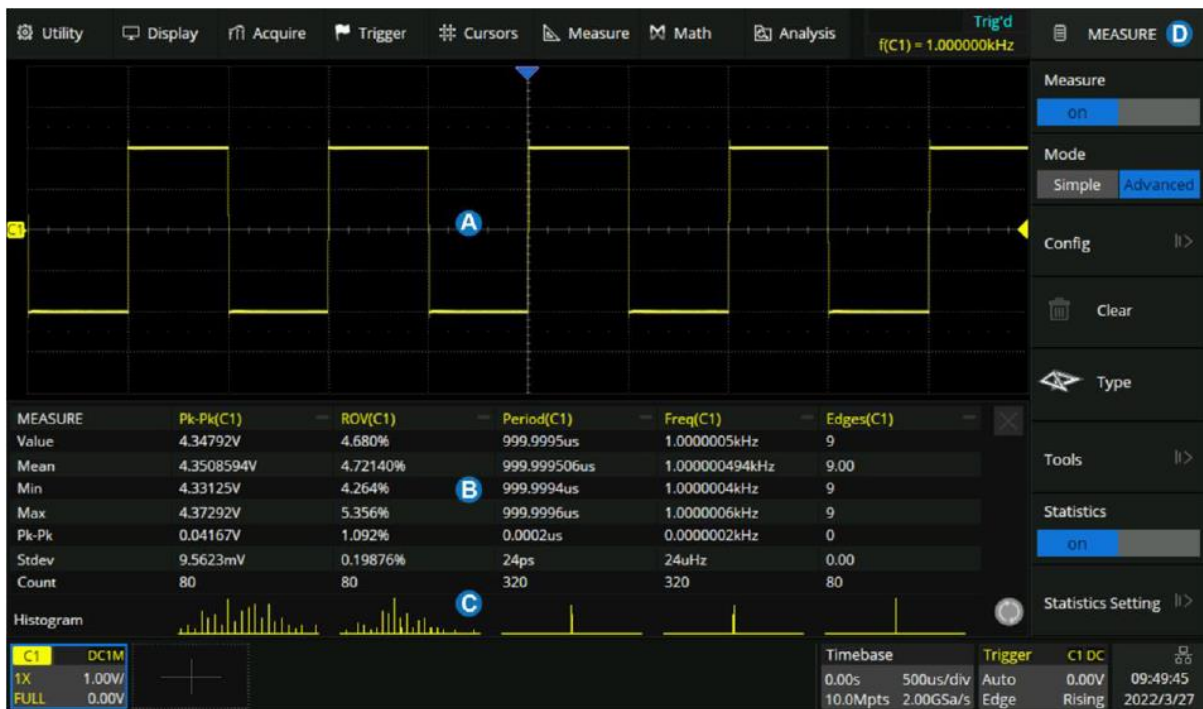 Utility Display Acquire Trigger Cursors Measure Math Analysis
Trig'd
f(C1) = 1.000000kHz
MEASURE D
Measure
on
Mode
Simple Advanced
Config
Clear
Type
Tools
Statistics
on
Statistics Setting
C1
A
MEASURE Pk-Pk(C1) ROV(C1) Period(C1) Freq(C1) Edges(C1)
Value 4.34792V 4.680% 999.9995us 1.0000005kHz 9
Mean 4.3508594V 4.72140% 999.999506us 1.000000494kHz 9.00
Min 4.33125V 4.264% B 999.9994us 1.0000004kHz 9
Max 4.37292V 5.356% 999.9996us 1.0000006kHz 9
Pk-Pk 0.04167V 1.092% 0.0002us 0.0000002kHz 0
Stdev 9.5623mV 0.19876% 24ps 24uHz 0.00
Count 80 80 320 320 80
Histogram C
C1 DC1M
1X 1.00V/
FULL 0.00V
Timebase
0.00s 500us/div
10.0Mpts 2.00GSa/s
Trigger C1 DC
Auto 0.00V
Edge Rising
09:49:45
2022/3/27